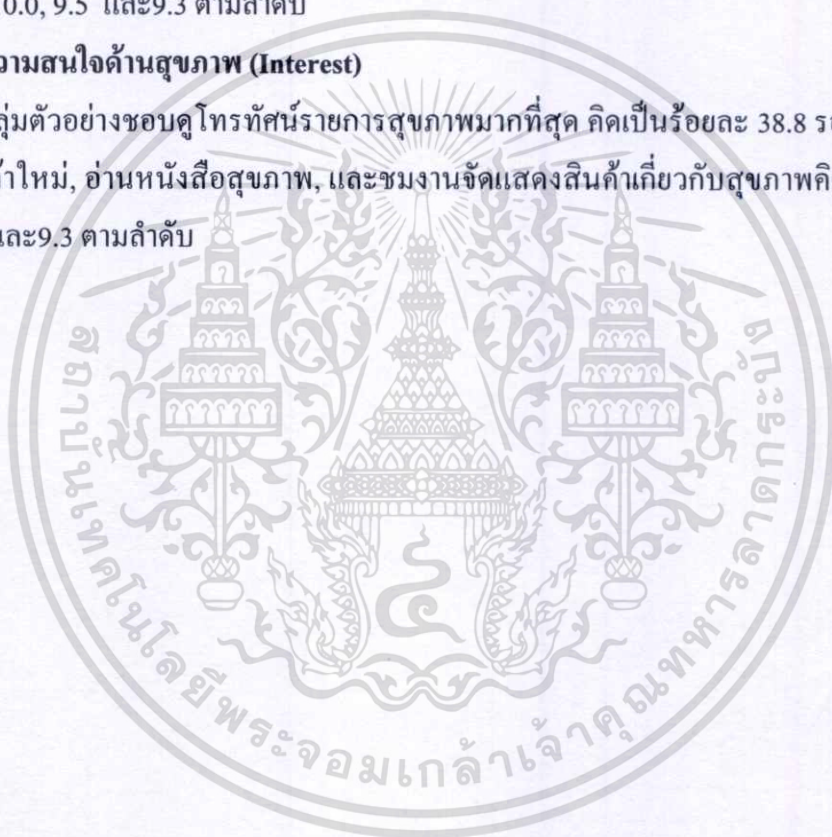 0.0, 9.5 และ9.3 ตามลำดับ
วามสนใจด้านสุขภาพ (Interest)
ลุ่มตัวอย่างชอบดูโทรทัศน์รายการสุขภาพมากที่สุด คิดเป็นร้อยละ 38.8 ร
ใหม่, อ่านหนังสือสุขภาพ, และชมงานจัดแสดงสินค้าเกี่ยวกับสุขภาพคิ
และ9.3 ตามลำดับ
สถาบันเทคโนโลยีพระจอมเกล้าเจ้าคุณทหารลาดกระบัง